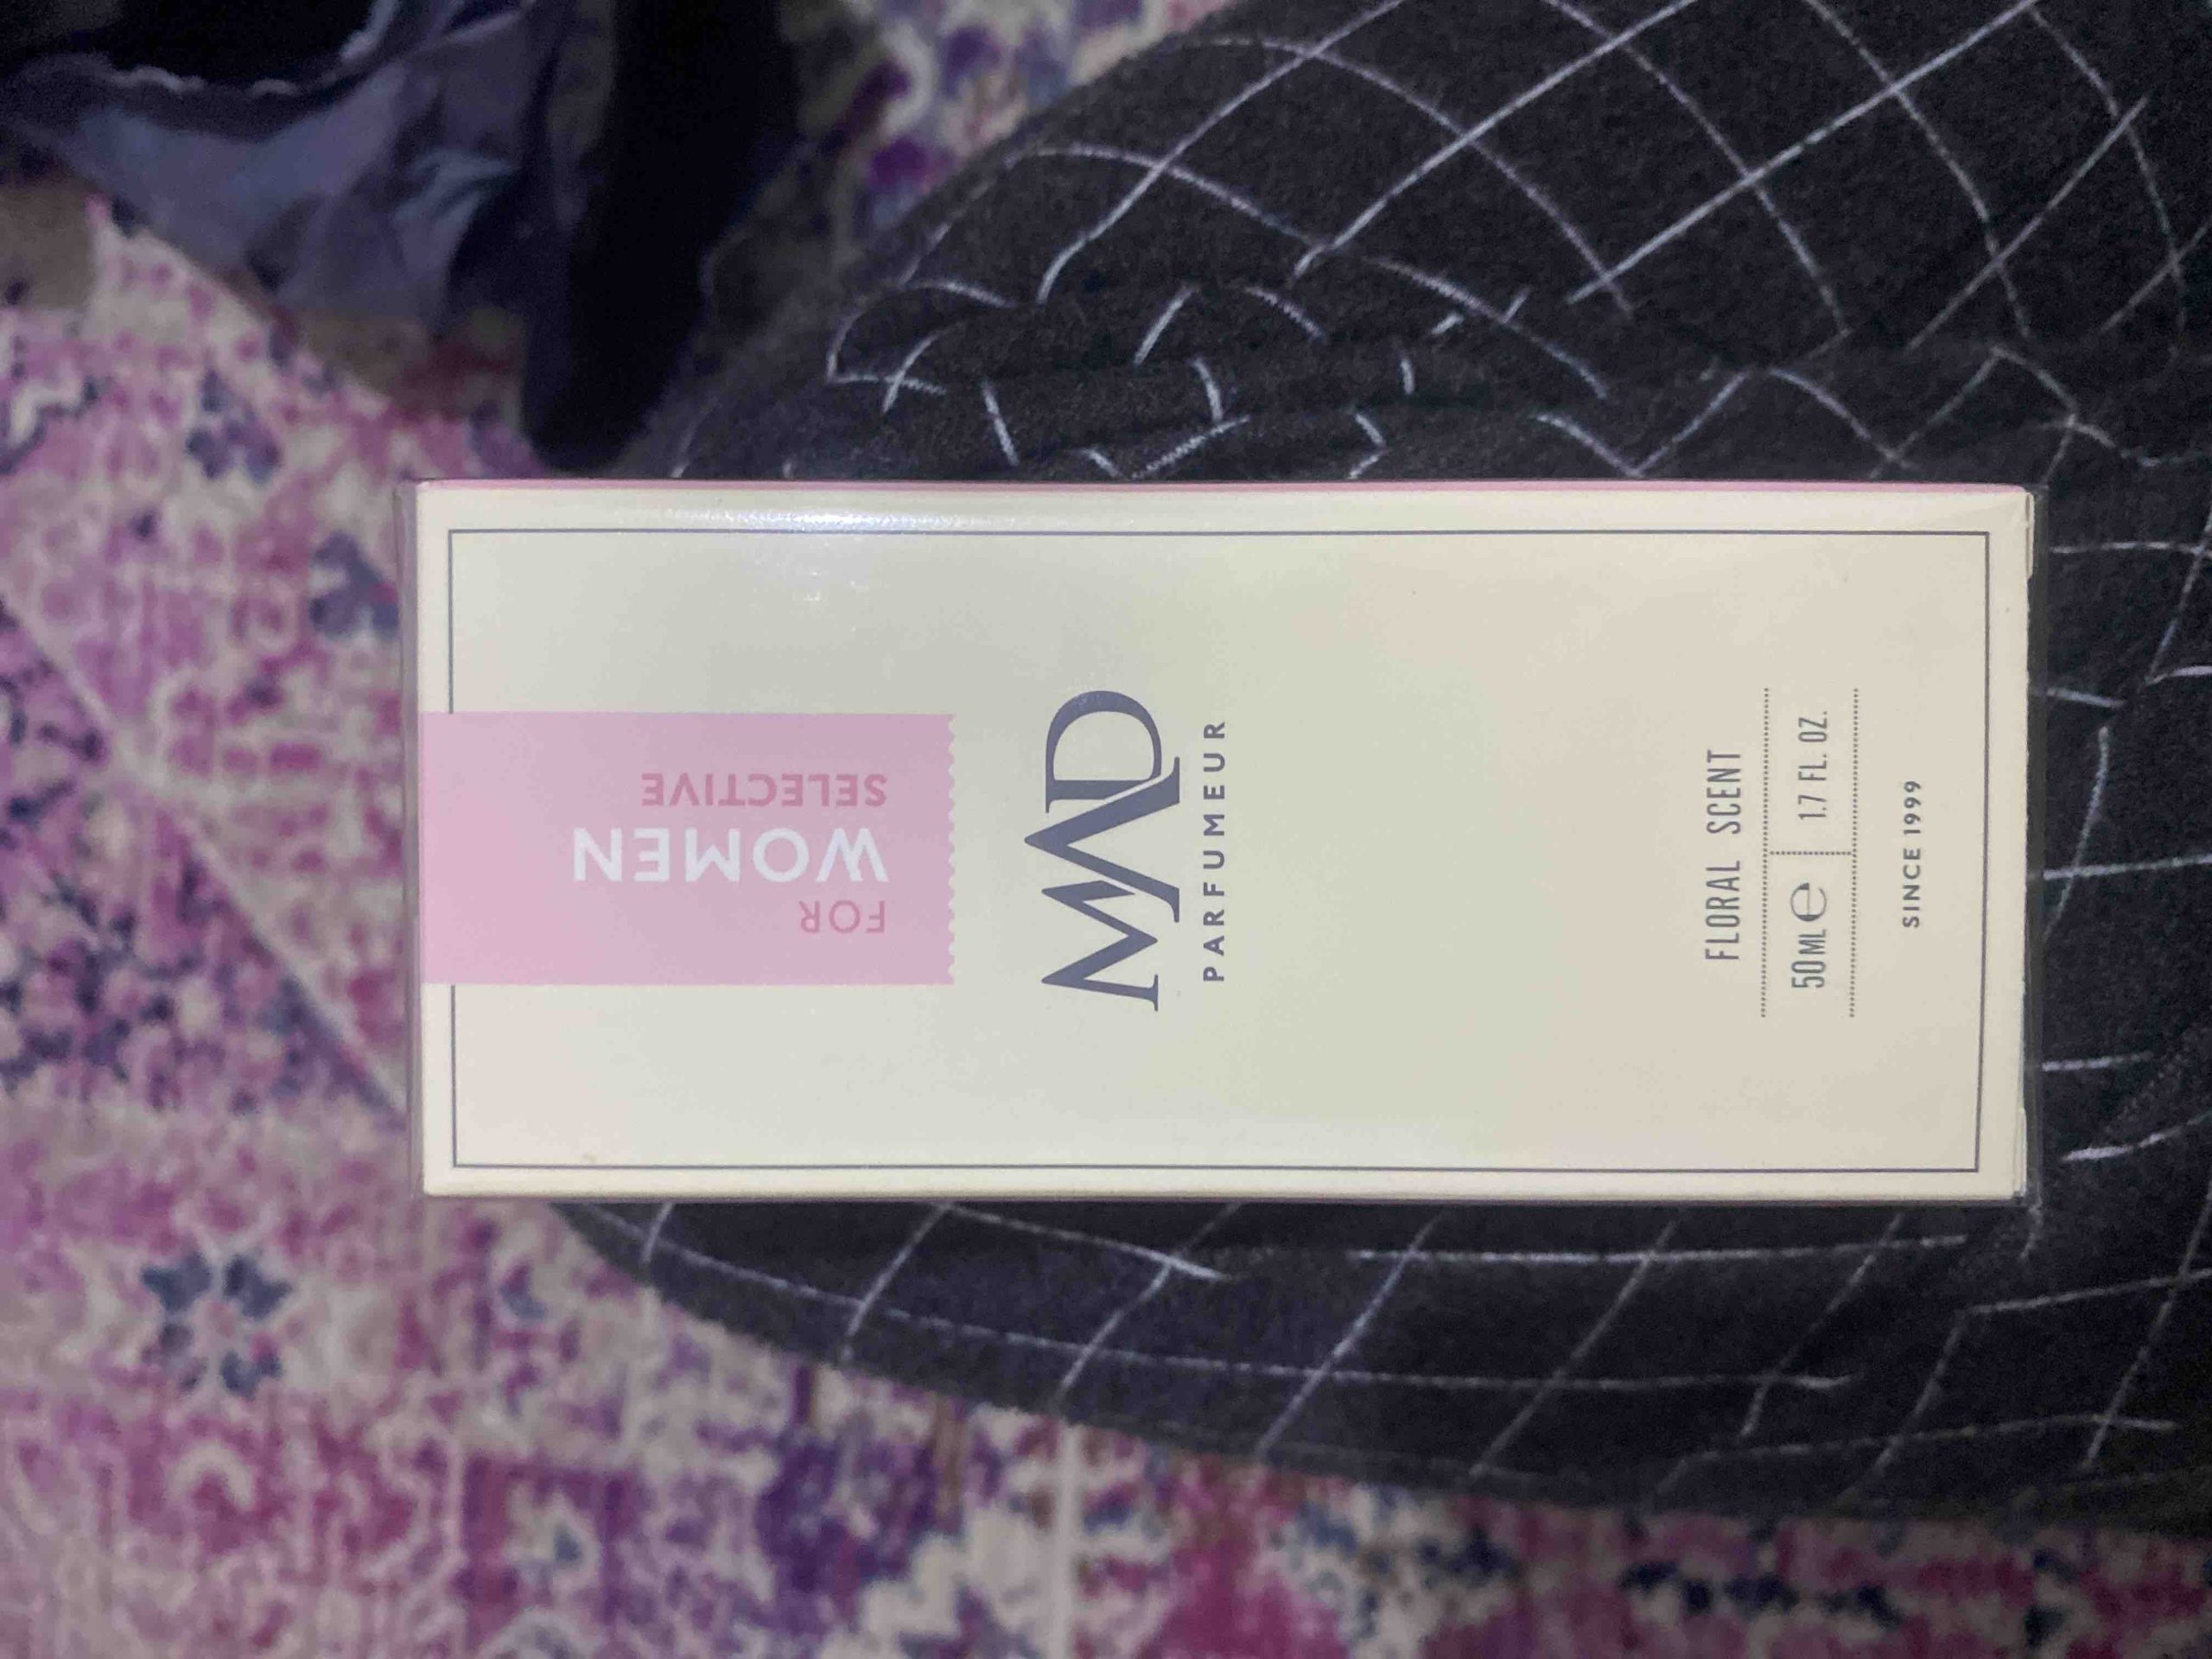 FOR
WOMEN
SELECTIVE
MAD
PARFUMEUR
FLORAL SCENT
50 ML ℮ 1.7 FL. OZ.
SINCE 1999